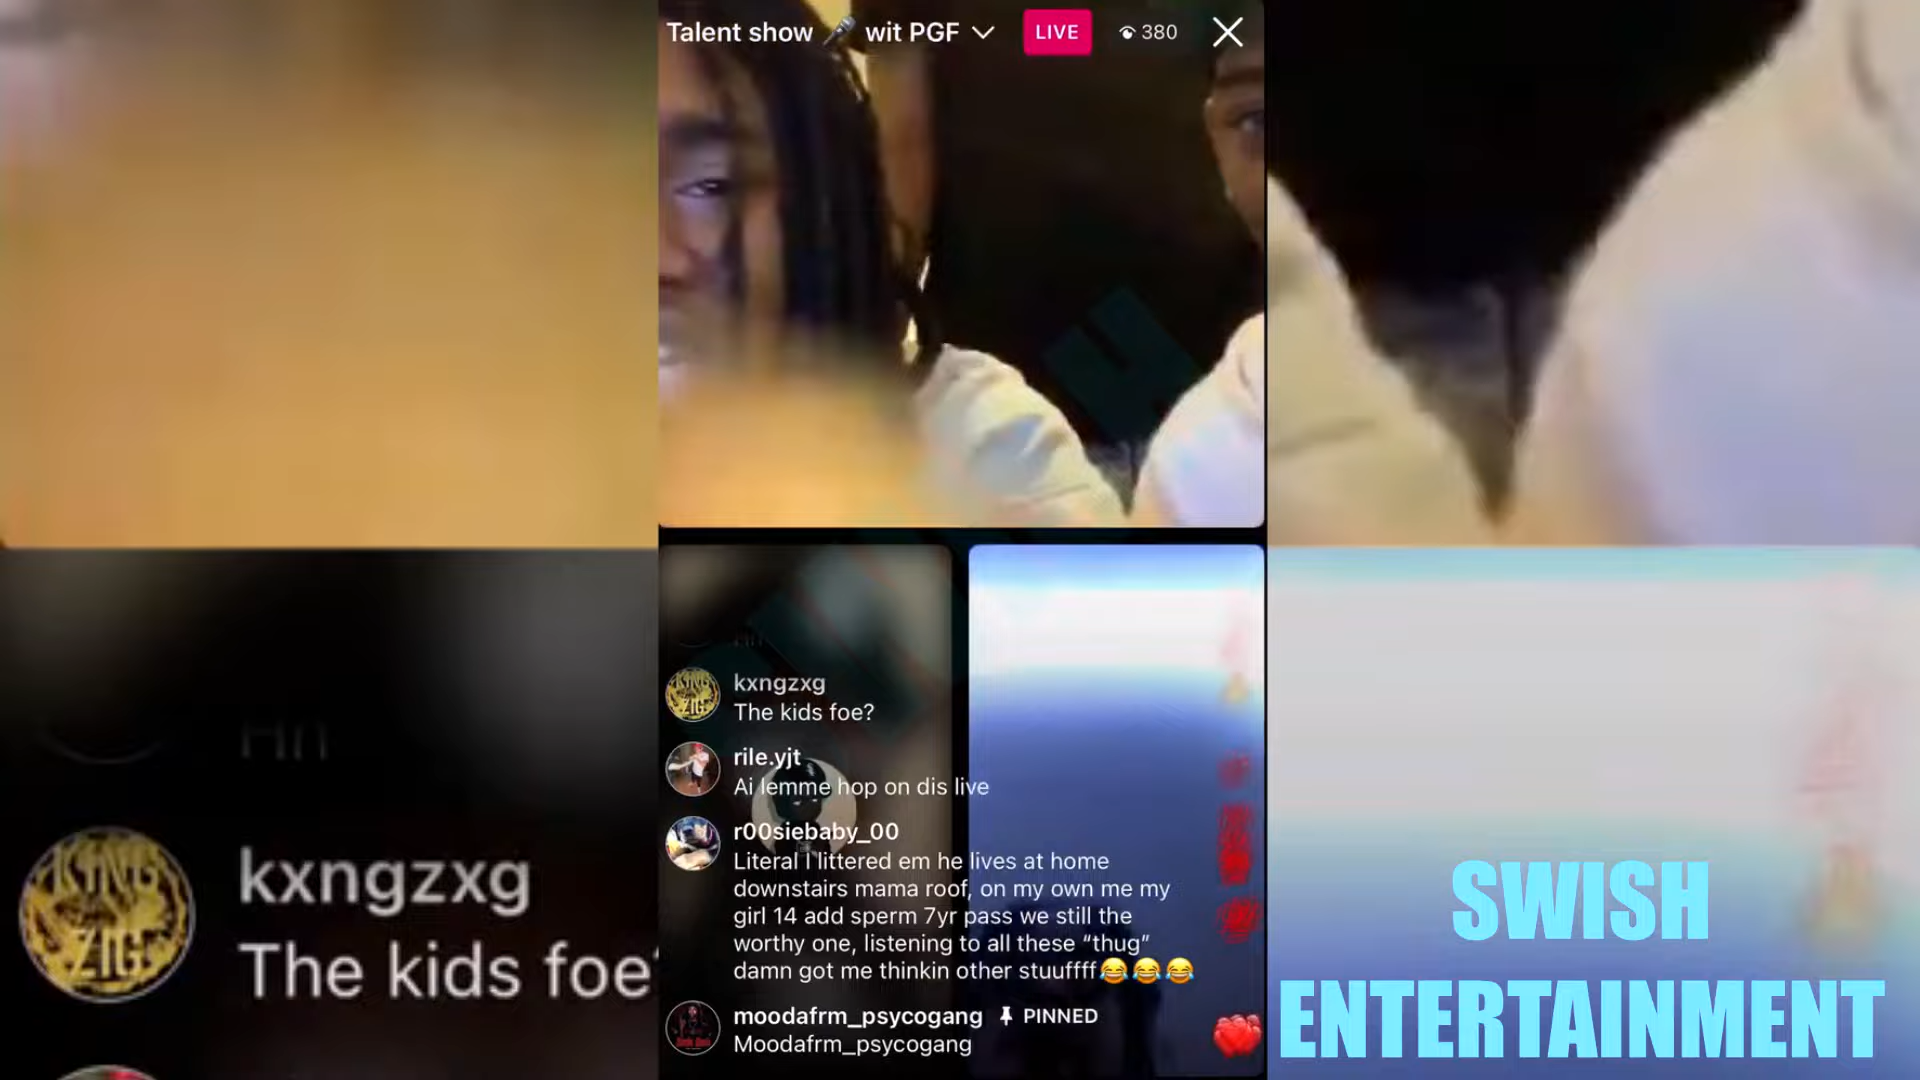 Talent show 🎤 wit PGF
LIVE
380
kxngzxg
The kids foe?
rile.yjt
Ai lemme hop on dis live
r00siebaby_00
Literal I littered em he lives at home
downstairs mama roof, on my own me my
girl 14 add sperm 7yr pass we still the
worthy one, listening to all these “thug”
damn got me thinkin other stuuffff😂😂😂
moodafrm_psycogang PINNED
Moodafrm_psycogang
KING
ZIG
kxngzxg
The kids foe?
SWISH
ENTERTAINMENT